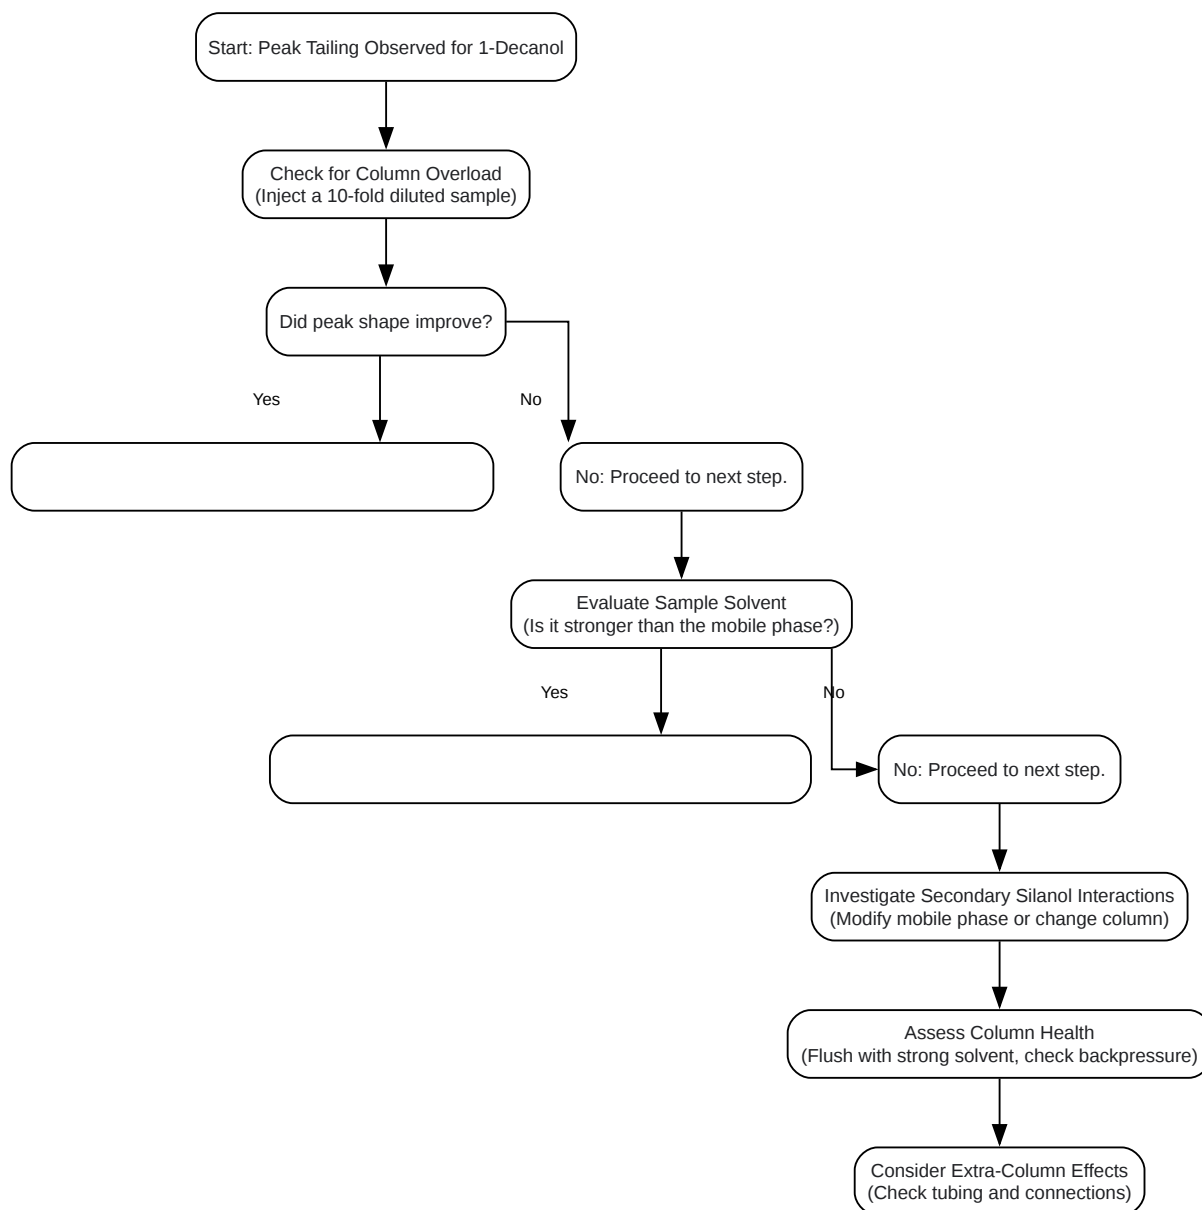 Start: Peak Tailing Observed for 1-Decanol
Check for Column Overload
(Inject a 10-fold diluted sample)
Did peak shape improve?
Yes
No
No: Proceed to next step.
Evaluate Sample Solvent
(Is it stronger than the mobile phase?)
Yes
No
No: Proceed to next step.
Investigate Secondary Silanol Interactions
(Modify mobile phase or change column)
Assess Column Health
(Flush with strong solvent, check backpressure)
Consider Extra-Column Effects
(Check tubing and connections)